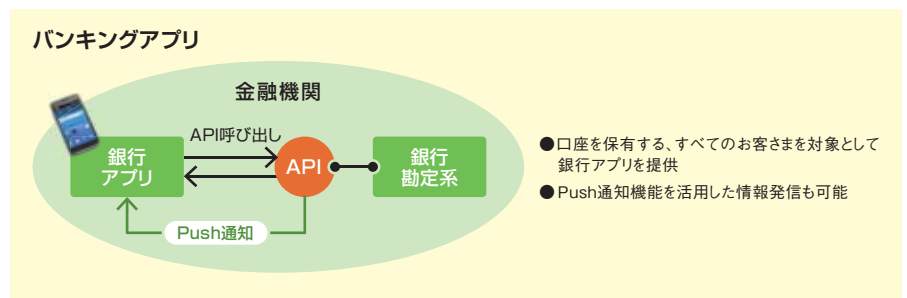 バンキングアプリ
金融機関
API呼び出し
銀行
アプリ
API
銀行
勘定系
Push通知
●口座を保有する、すべてのお客さまを対象として
銀行アプリを提供
●Push通知機能を活用した情報発信も可能